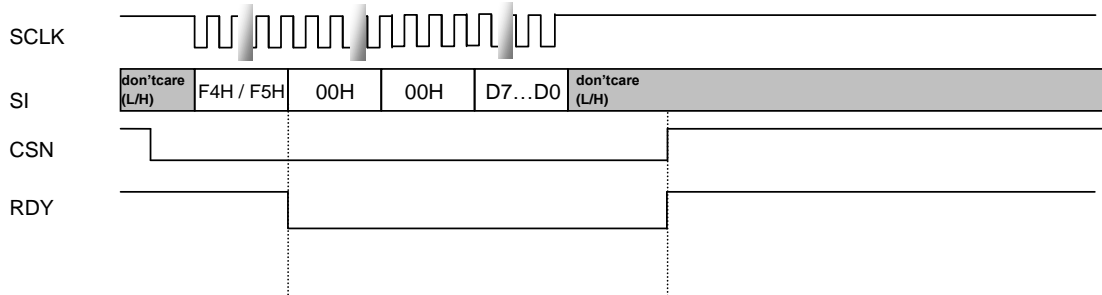 SCLK
SI
don'tcare
(L/H)
F4H / F5H
00H
00H
D7...D0
don'tcare
(L/H)
CSN
RDY